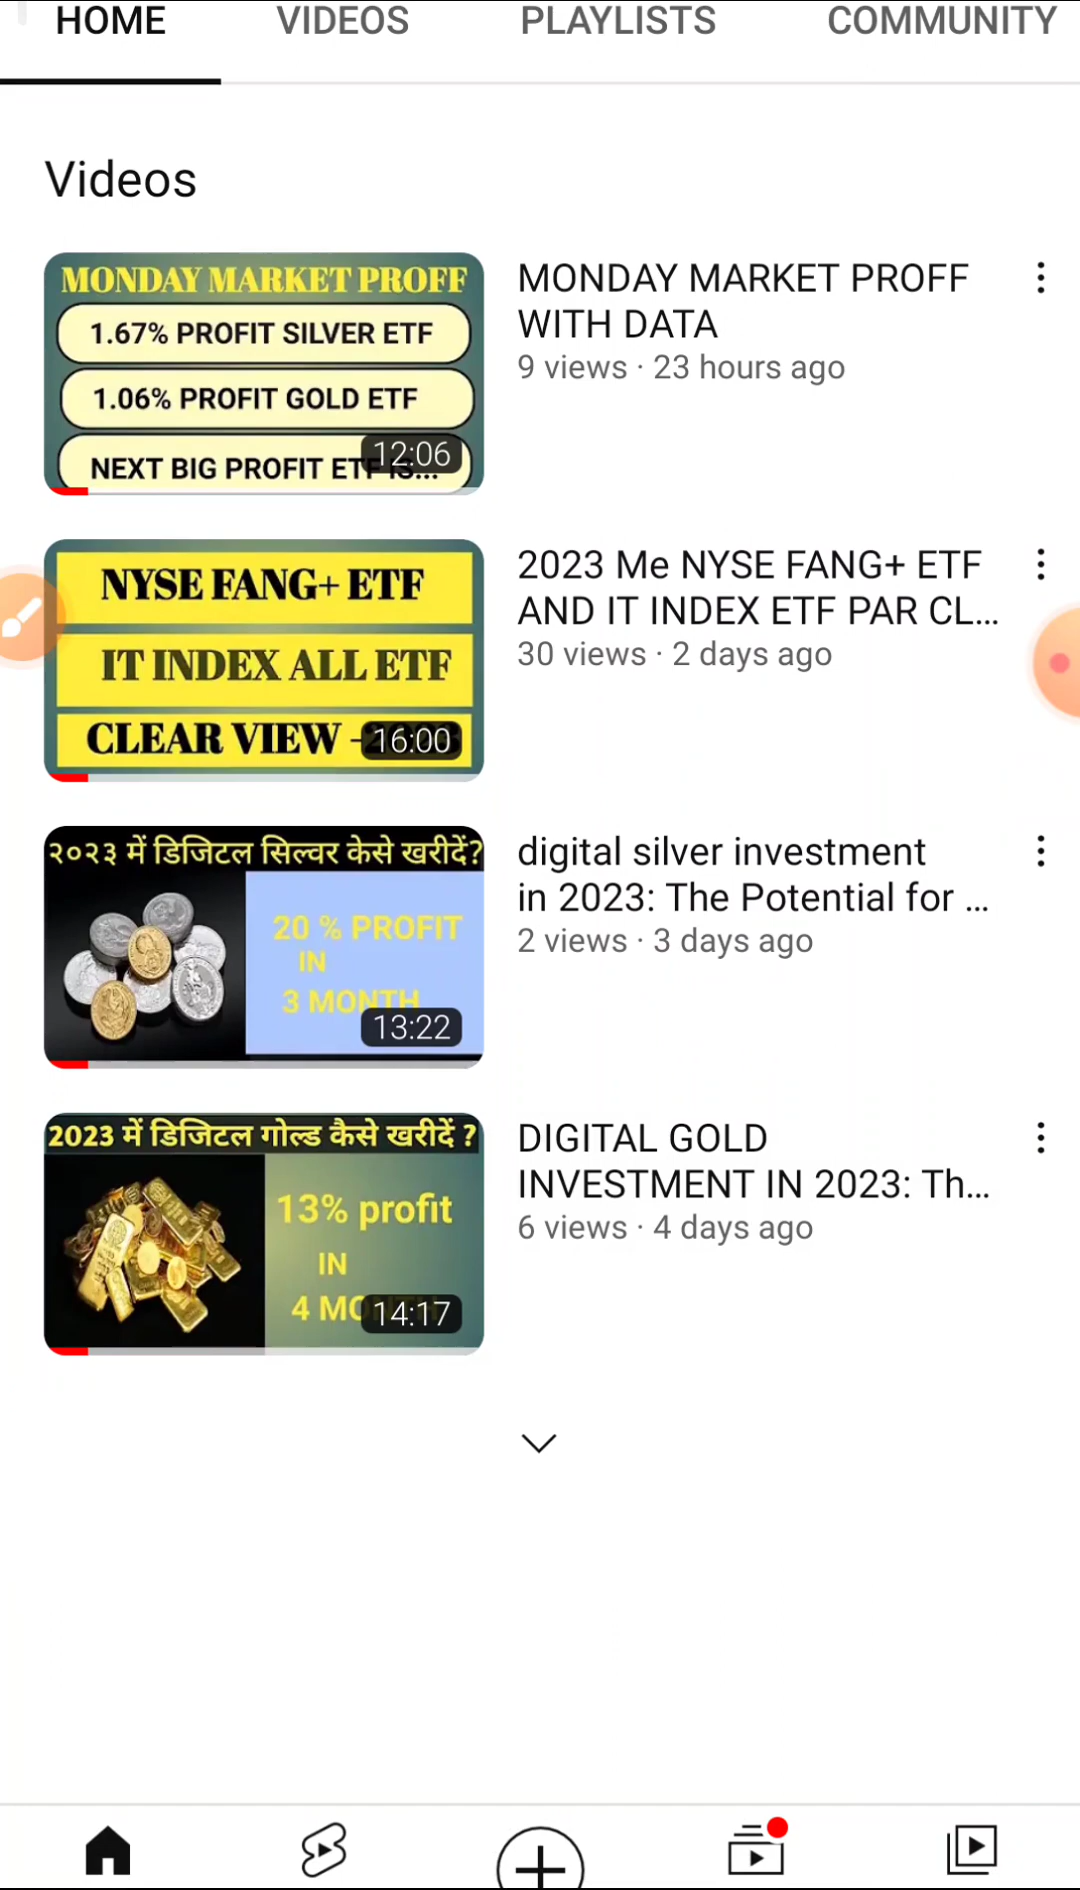 HOME VIDEOS PLAYLISTS COMMUNITY
Videos
MONDAY MARKET PROFF
1.67% PROFIT SILVER ETF
1.06% PROFIT GOLD ETF
NEXT BIG PROFIT ETF IS...
12:06
MONDAY MARKET PROFF
WITH DATA
9 views · 23 hours ago
NYSE FANG+ ETF
IT INDEX ALL ETF
CLEAR VIEW -
16:00
2023 Me NYSE FANG+ ETF
AND IT INDEX ETF PAR CL...
30 views · 2 days ago
२०२३ में डिजिटल सिल्वर केसे खरीदें?
20 % PROFIT
IN
3 MONTH
13:22
digital silver investment
in 2023: The Potential for ...
2 views · 3 days ago
2023 में डिजिटल गोल्ड कैसे खरीदें ?
13% profit
IN
4 MO
14:17
DIGITAL GOLD
INVESTMENT IN 2023: Th...
6 views · 4 days ago